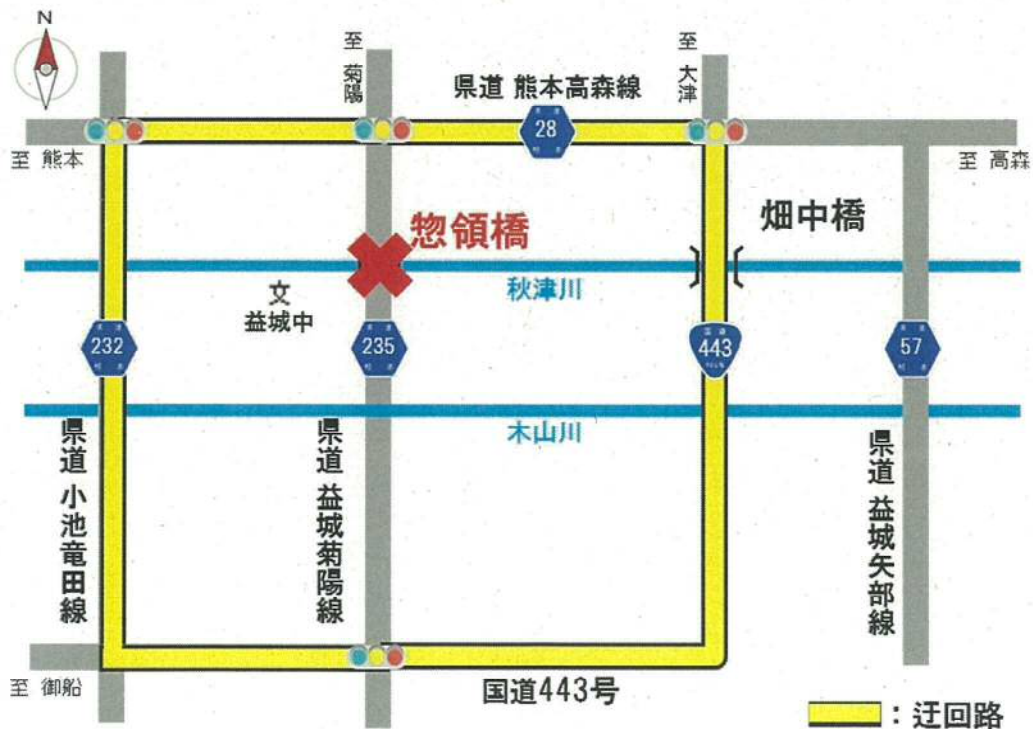 N
至 菊陽
至 大津
県道 熊本高森線
28
至 熊本
至 高森
惣領橋
畑中橋
秋津川
文
益城中
232
235
443
57
木山川
県道 小池竜田線
県道 益城菊陽線
県道 益城矢部線
至 御船
国道443号
：迂回路